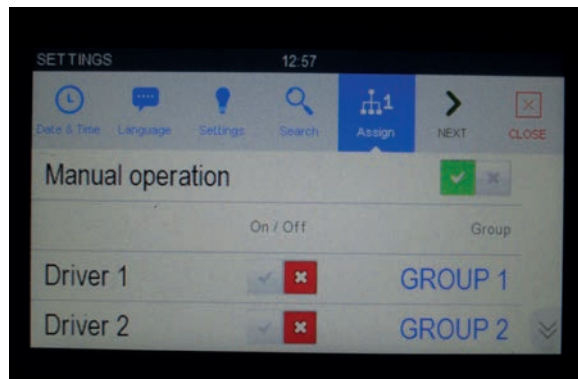 SETTINGS 12:57
Date & Time Language Settings Search Assign NEXT CLOSE
1
Manual operation
On / Off Group
Driver 1 GROUP 1
Driver 2 GROUP 2